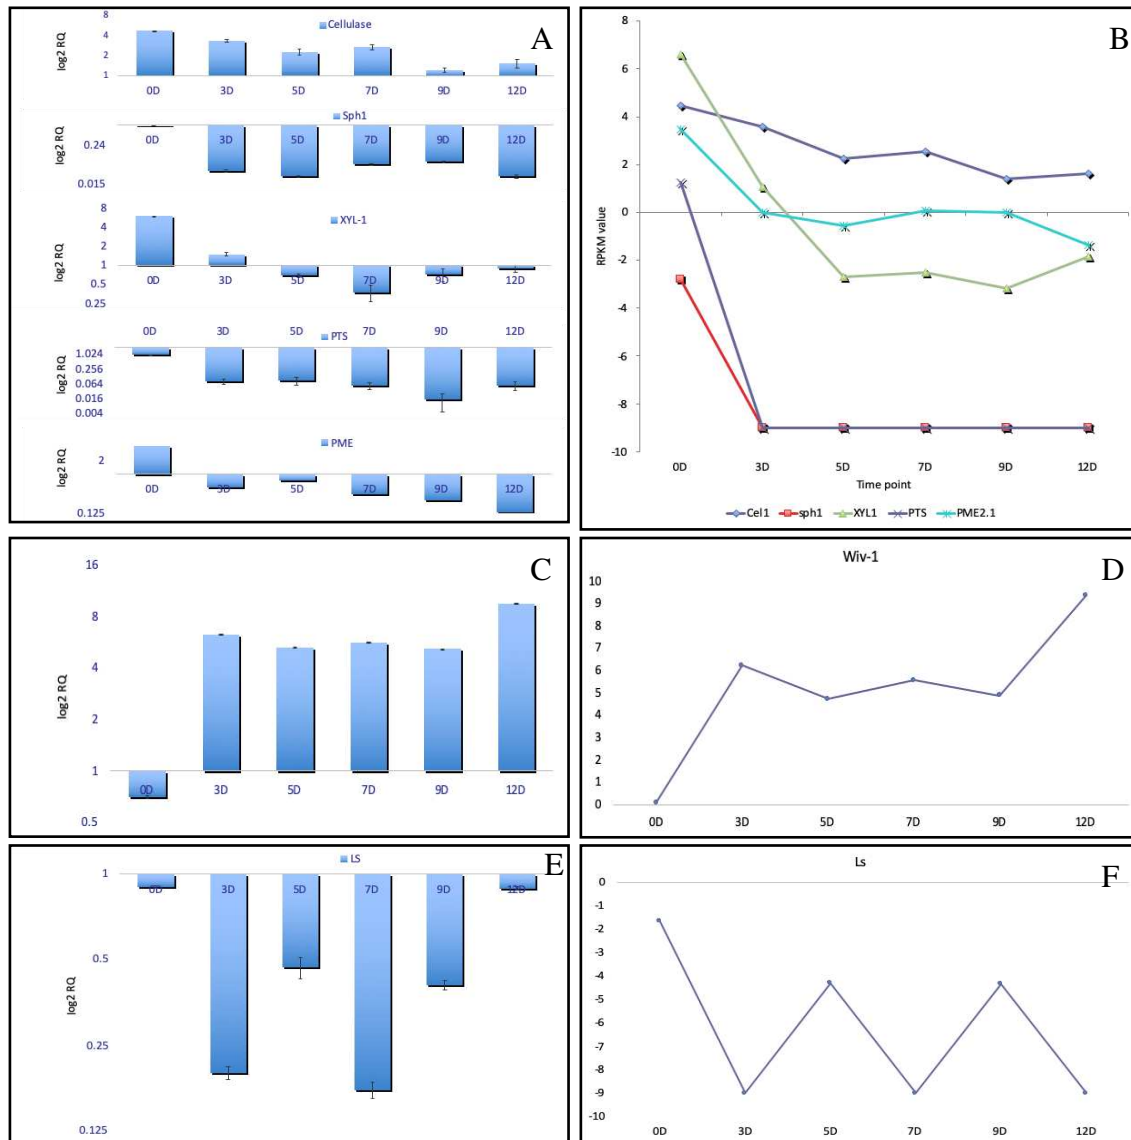 A
Cellulase
log2 RQ
8
4
2
1
0D 3D 5D 7D 9D 12D
Sph1
log2 RQ
0D 3D 5D 7D 9D 12D
0.24
0.015
XYL-1
log2 RQ
8
4
2
1
0.5
0.25
0D 3D 5D 7D 9D 12D
0D 3D 5D 7D 9D 12D
PTS
log2 RQ
1.024
0.256
0.064
0.016
0.004
PME
log2 RQ
2
0.125
0D 3D 5D 7D 9D 12D
B
RPKM value
8
6
4
2
0
-2
-4
-6
-8
-10
0D 3D 5D 7D 9D 12D
Time point
Cel1 sph1 XYL1 PTS PME2.1
C
log2 RQ
16
8
4
2
1
0.5
0D 3D 5D 7D 9D 12D
Wiv-1
D
10
9
8
7
6
5
4
3
2
1
0
0D 3D 5D 7D 9D 12D
LS
E
log2 RQ
1
0.5
0.25
0.125
0D 3D 5D 7D 9D 12D
Ls
F
0
-1
-2
-3
-4
-5
-6
-7
-8
-9
-10
0D 3D 5D 7D 9D 12D